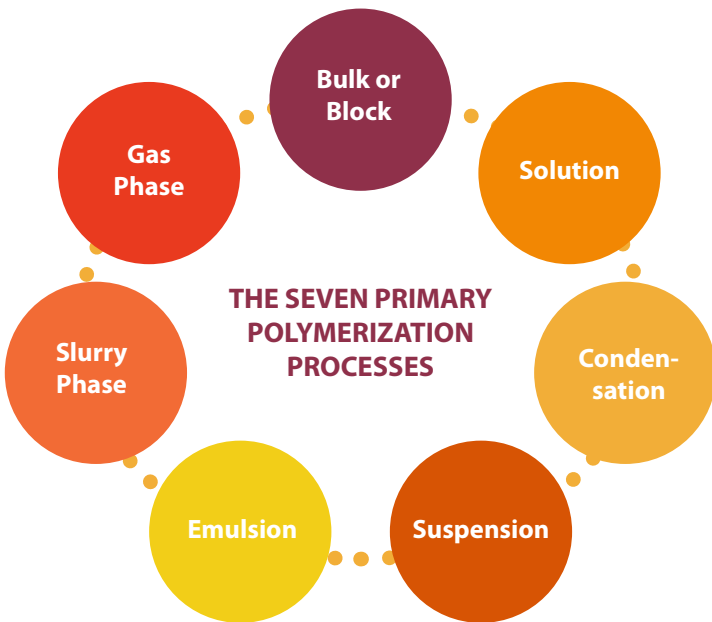 Bulk or
Block
Solution
Conden-
sation
Suspension
Emulsion
Slurry
Phase
Gas
Phase
THE SEVEN PRIMARY
POLYMERIZATION
PROCESSES